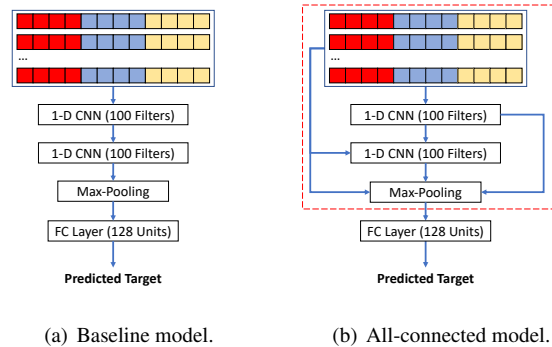 ...
1-D CNN (100 Filters)
1-D CNN (100 Filters)
Max-Pooling
FC Layer (128 Units)
Predicted Target
(a) Baseline model.
...
1-D CNN (100 Filters)
1-D CNN (100 Filters)
Max-Pooling
FC Layer (128 Units)
Predicted Target
(b) All-connected model.